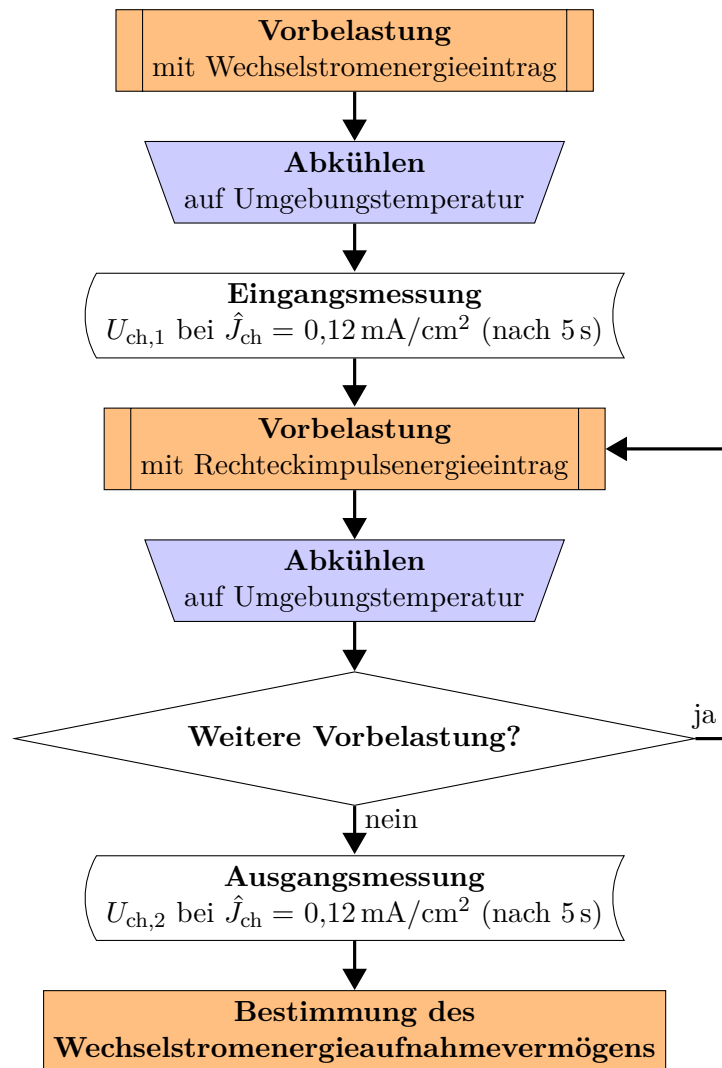 Vorbelastung
mit Wechselstromenergieeintrag
Abkühlen
auf Umgebungstemperatur
Eingangsmessung
U_ch,1 bei Ĵ_ch = 0,12 mA/cm² (nach 5 s)
Vorbelastung
mit Rechteckimpulsenergieeintrag
Abkühlen
auf Umgebungstemperatur
Weitere Vorbelastung?
ja
nein
Ausgangsmessung
U_ch,2 bei Ĵ_ch = 0,12 mA/cm² (nach 5 s)
Bestimmung des
Wechselstromenergieaufnahmevermögens